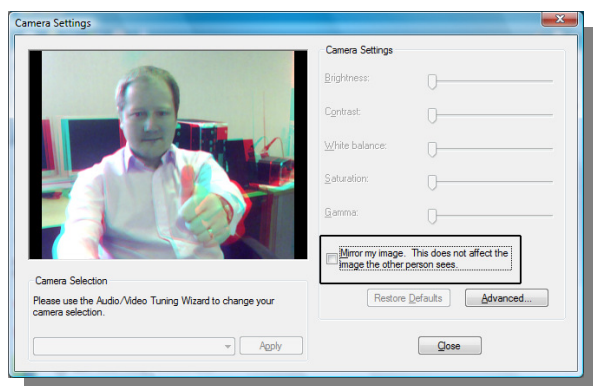 Camera Settings
Camera Settings
Brightness:
Contrast:
White balance:
Saturation:
Gamma:
Mirror my image. This does not affect the
image the other person sees.
Restore Defaults
Advanced...
Camera Selection
Please use the Audio/Video Tuning Wizard to change your
camera selection.
Apply
Close